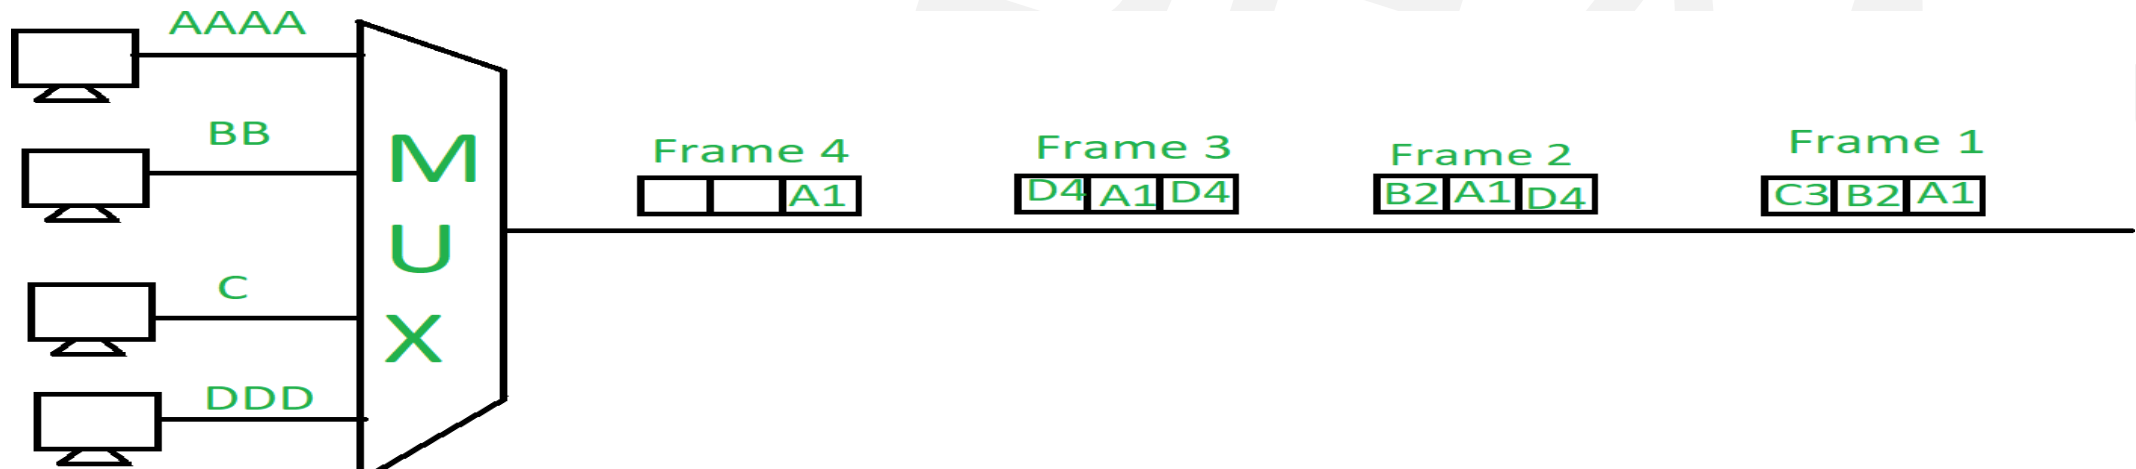 AAAA
BB
C
DDD
M
U
X
Frame 4
A1
Frame 3
D4 A1 D4
Frame 2
B2 A1 D4
Frame 1
C3 B2 A1